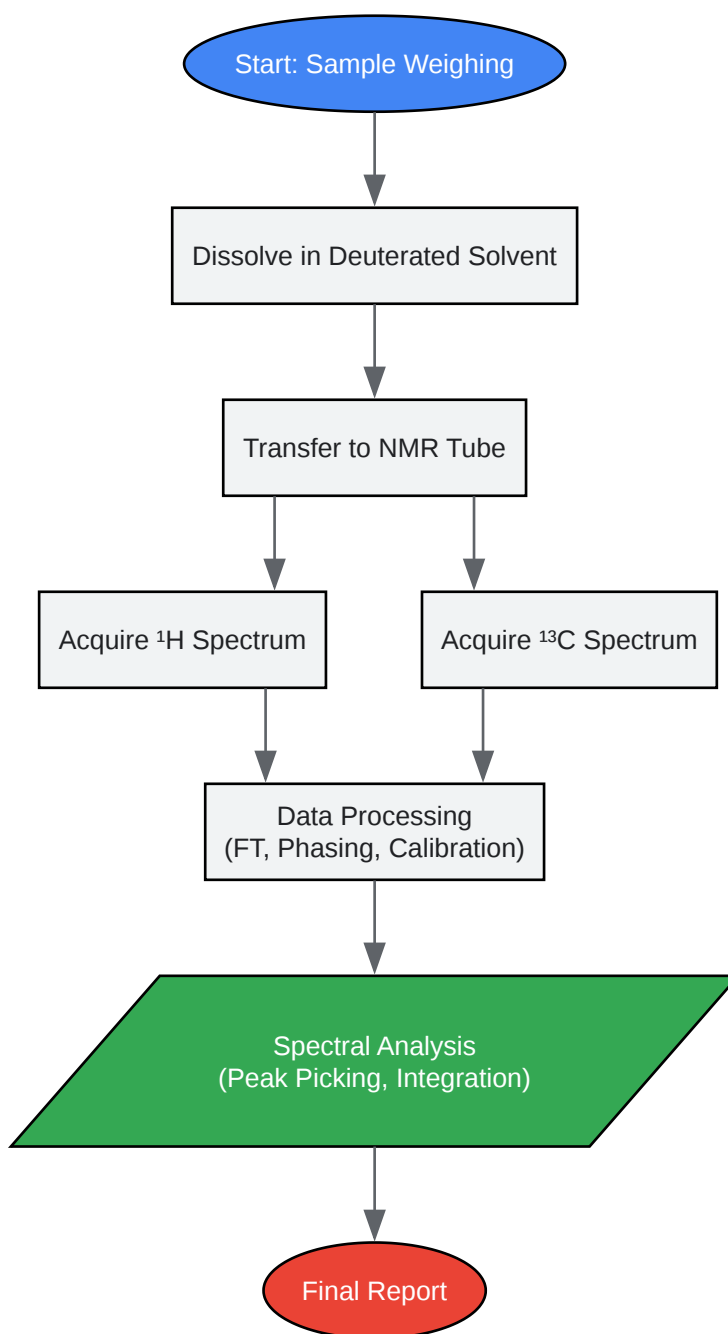 Start: Sample Weighing
Dissolve in Deuterated Solvent
Transfer to NMR Tube
Acquire ¹H Spectrum
Acquire ¹³C Spectrum
Data Processing
(FT, Phasing, Calibration)
Spectral Analysis
(Peak Picking, Integration)
Final Report